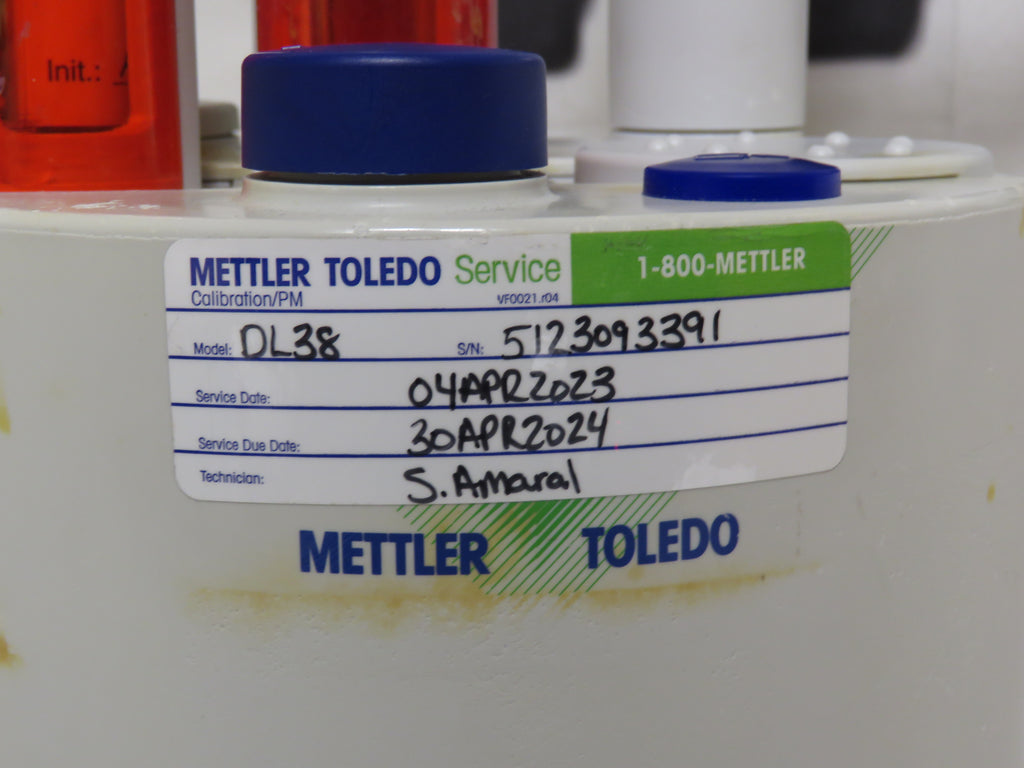 Init.:
METTLER TOLEDO Service 1-800-METTLER
Calibration/PM VF0021.r04
Model: DL38 S/N: 5123093391
Service Date: 04APR2023
Service Due Date: 30APR2024
Technician: S. Amaral
METTLER TOLEDO